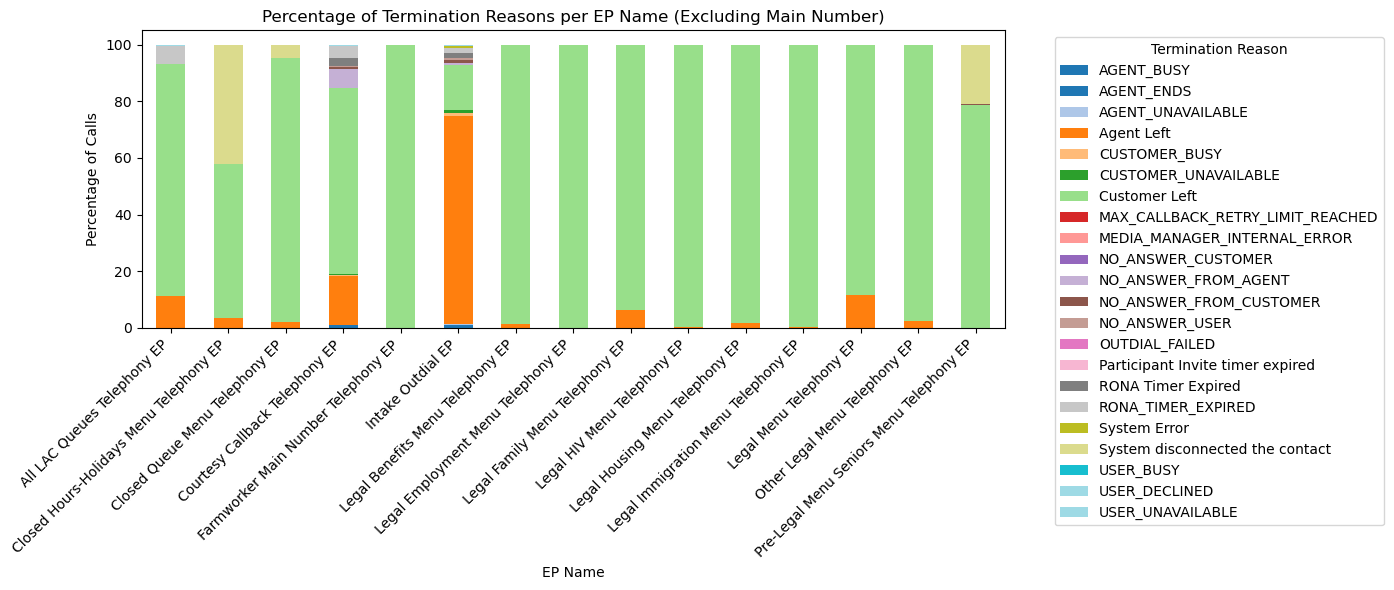 Percentage of Termination Reasons per EP Name (Excluding Main Number)
Percentage of Calls
100
80
60
40
20
0
All LAC Queues Telephony EP
Closed Hours-Holidays Menu Telephony EP
Closed Queue Menu Telephony EP
Courtesy Callback Telephony EP
Farmworker Main Number Telephony EP
Intake Outdial EP
Legal Benefits Menu Telephony EP
Legal Employment Menu Telephony EP
Legal Family Menu Telephony EP
Legal HIV Menu Telephony EP
Legal Housing Menu Telephony EP
Legal Immigration Menu Telephony EP
Legal Menu Telephony EP
Other Legal Menu Telephony EP
Pre-Legal Menu Seniors Menu Telephony EP
EP Name
Termination Reason
AGENT_BUSY
AGENT_ENDS
AGENT_UNAVAILABLE
Agent Left
CUSTOMER_BUSY
CUSTOMER_UNAVAILABLE
Customer Left
MAX_CALLBACK_RETRY_LIMIT_REACHED
MEDIA_MANAGER_INTERNAL_ERROR
NO_ANSWER_CUSTOMER
NO_ANSWER_FROM_AGENT
NO_ANSWER_FROM_CUSTOMER
NO_ANSWER_USER
OUTDIAL_FAILED
Participant Invite timer expired
RONA Timer Expired
RONA_TIMER_EXPIRED
System Error
System disconnected the contact
USER_BUSY
USER_DECLINED
USER_UNAVAILABLE